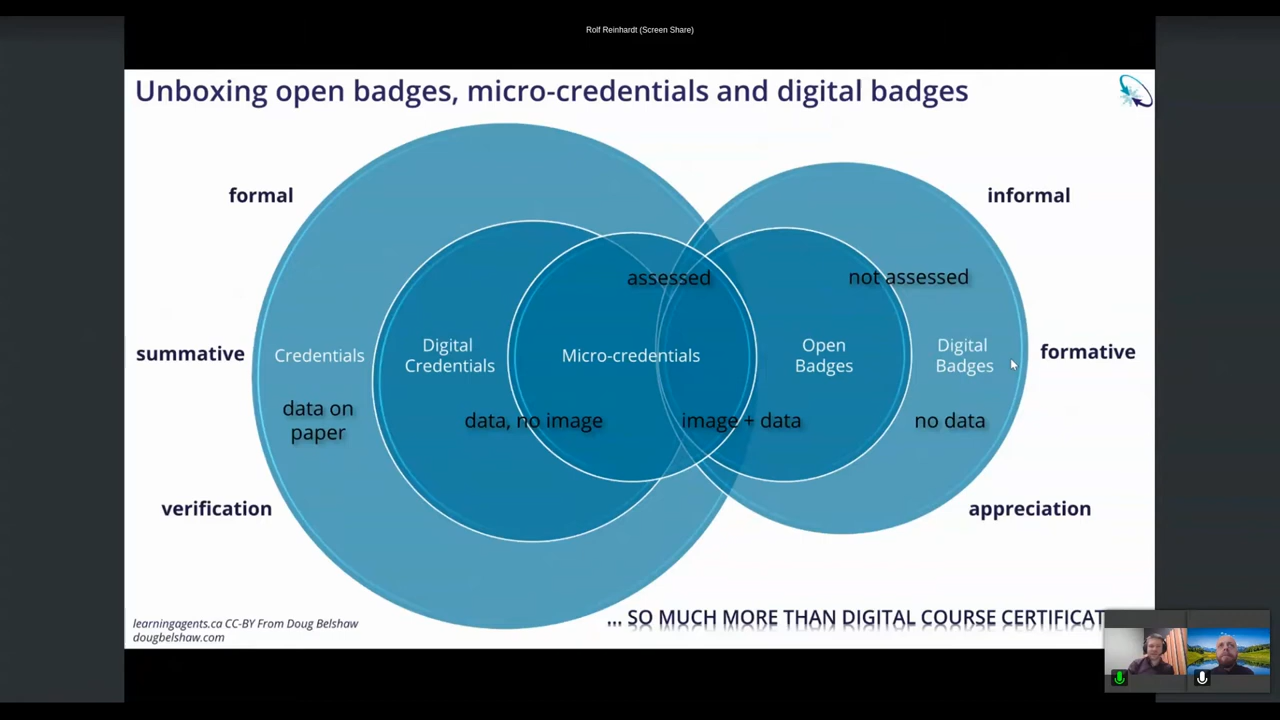 Rolf Reinhardt (Screen Share)
Unboxing open badges, micro-credentials and digital badges
formal
informal
assessed
not assessed
summative
Credentials
Digital
Credentials
Micro-credentials
Open
Badges
Digital
Badges
formative
data on
paper
data, no image
image + data
no data
verification
appreciation
... SO MUCH MORE THAN DIGITAL COURSE CERTIFICAT
learningagents.ca CC-BY From Doug Belshaw
dougbelshaw.com